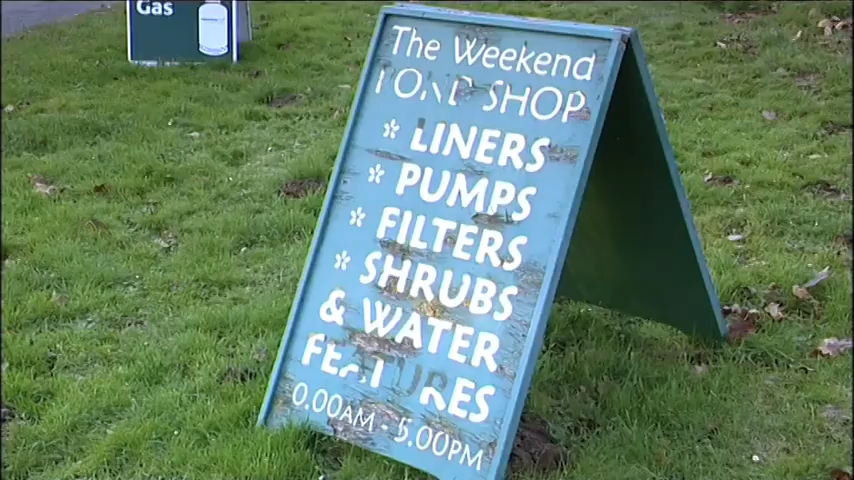 Gas
The Weekend
POND SHOP
* LINERS
* PUMPS
* FILTERS
* SHRUBS
& WATER
FEATURES
0.00AM - 5.00PM